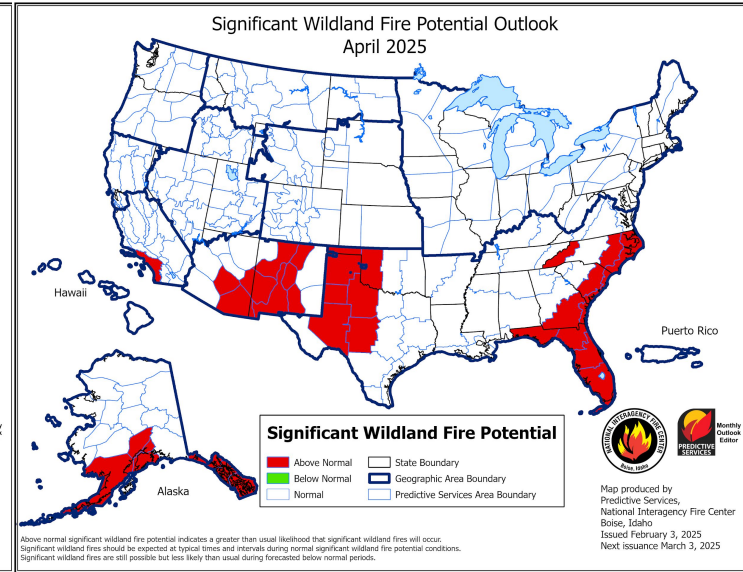 Significant Wildland Fire Potential Outlook
April 2025
Hawaii
Puerto Rico
Alaska
Significant Wildland Fire Potential
Above Normal
Below Normal
Normal
State Boundary
Geographic Area Boundary
Predictive Services Area Boundary
NATIONAL INTERAGENCY FIRE CENTER
Boise, Idaho
PREDICTIVE
SERVICES
Monthly
Outlook
Editor
Map produced by
Predictive Services,
National Interagency Fire Center
Boise, Idaho
Issued February 3, 2025
Next issuance March 3, 2025
Above normal significant wildland fire potential indicates a greater than usual likelihood that significant wildland fires will occur.
Significant wildland fires should be expected at typical times and intervals during normal significant wildland fire potential conditions.
Significant wildland fires are still possible but less likely than usual during forecasted below normal periods.